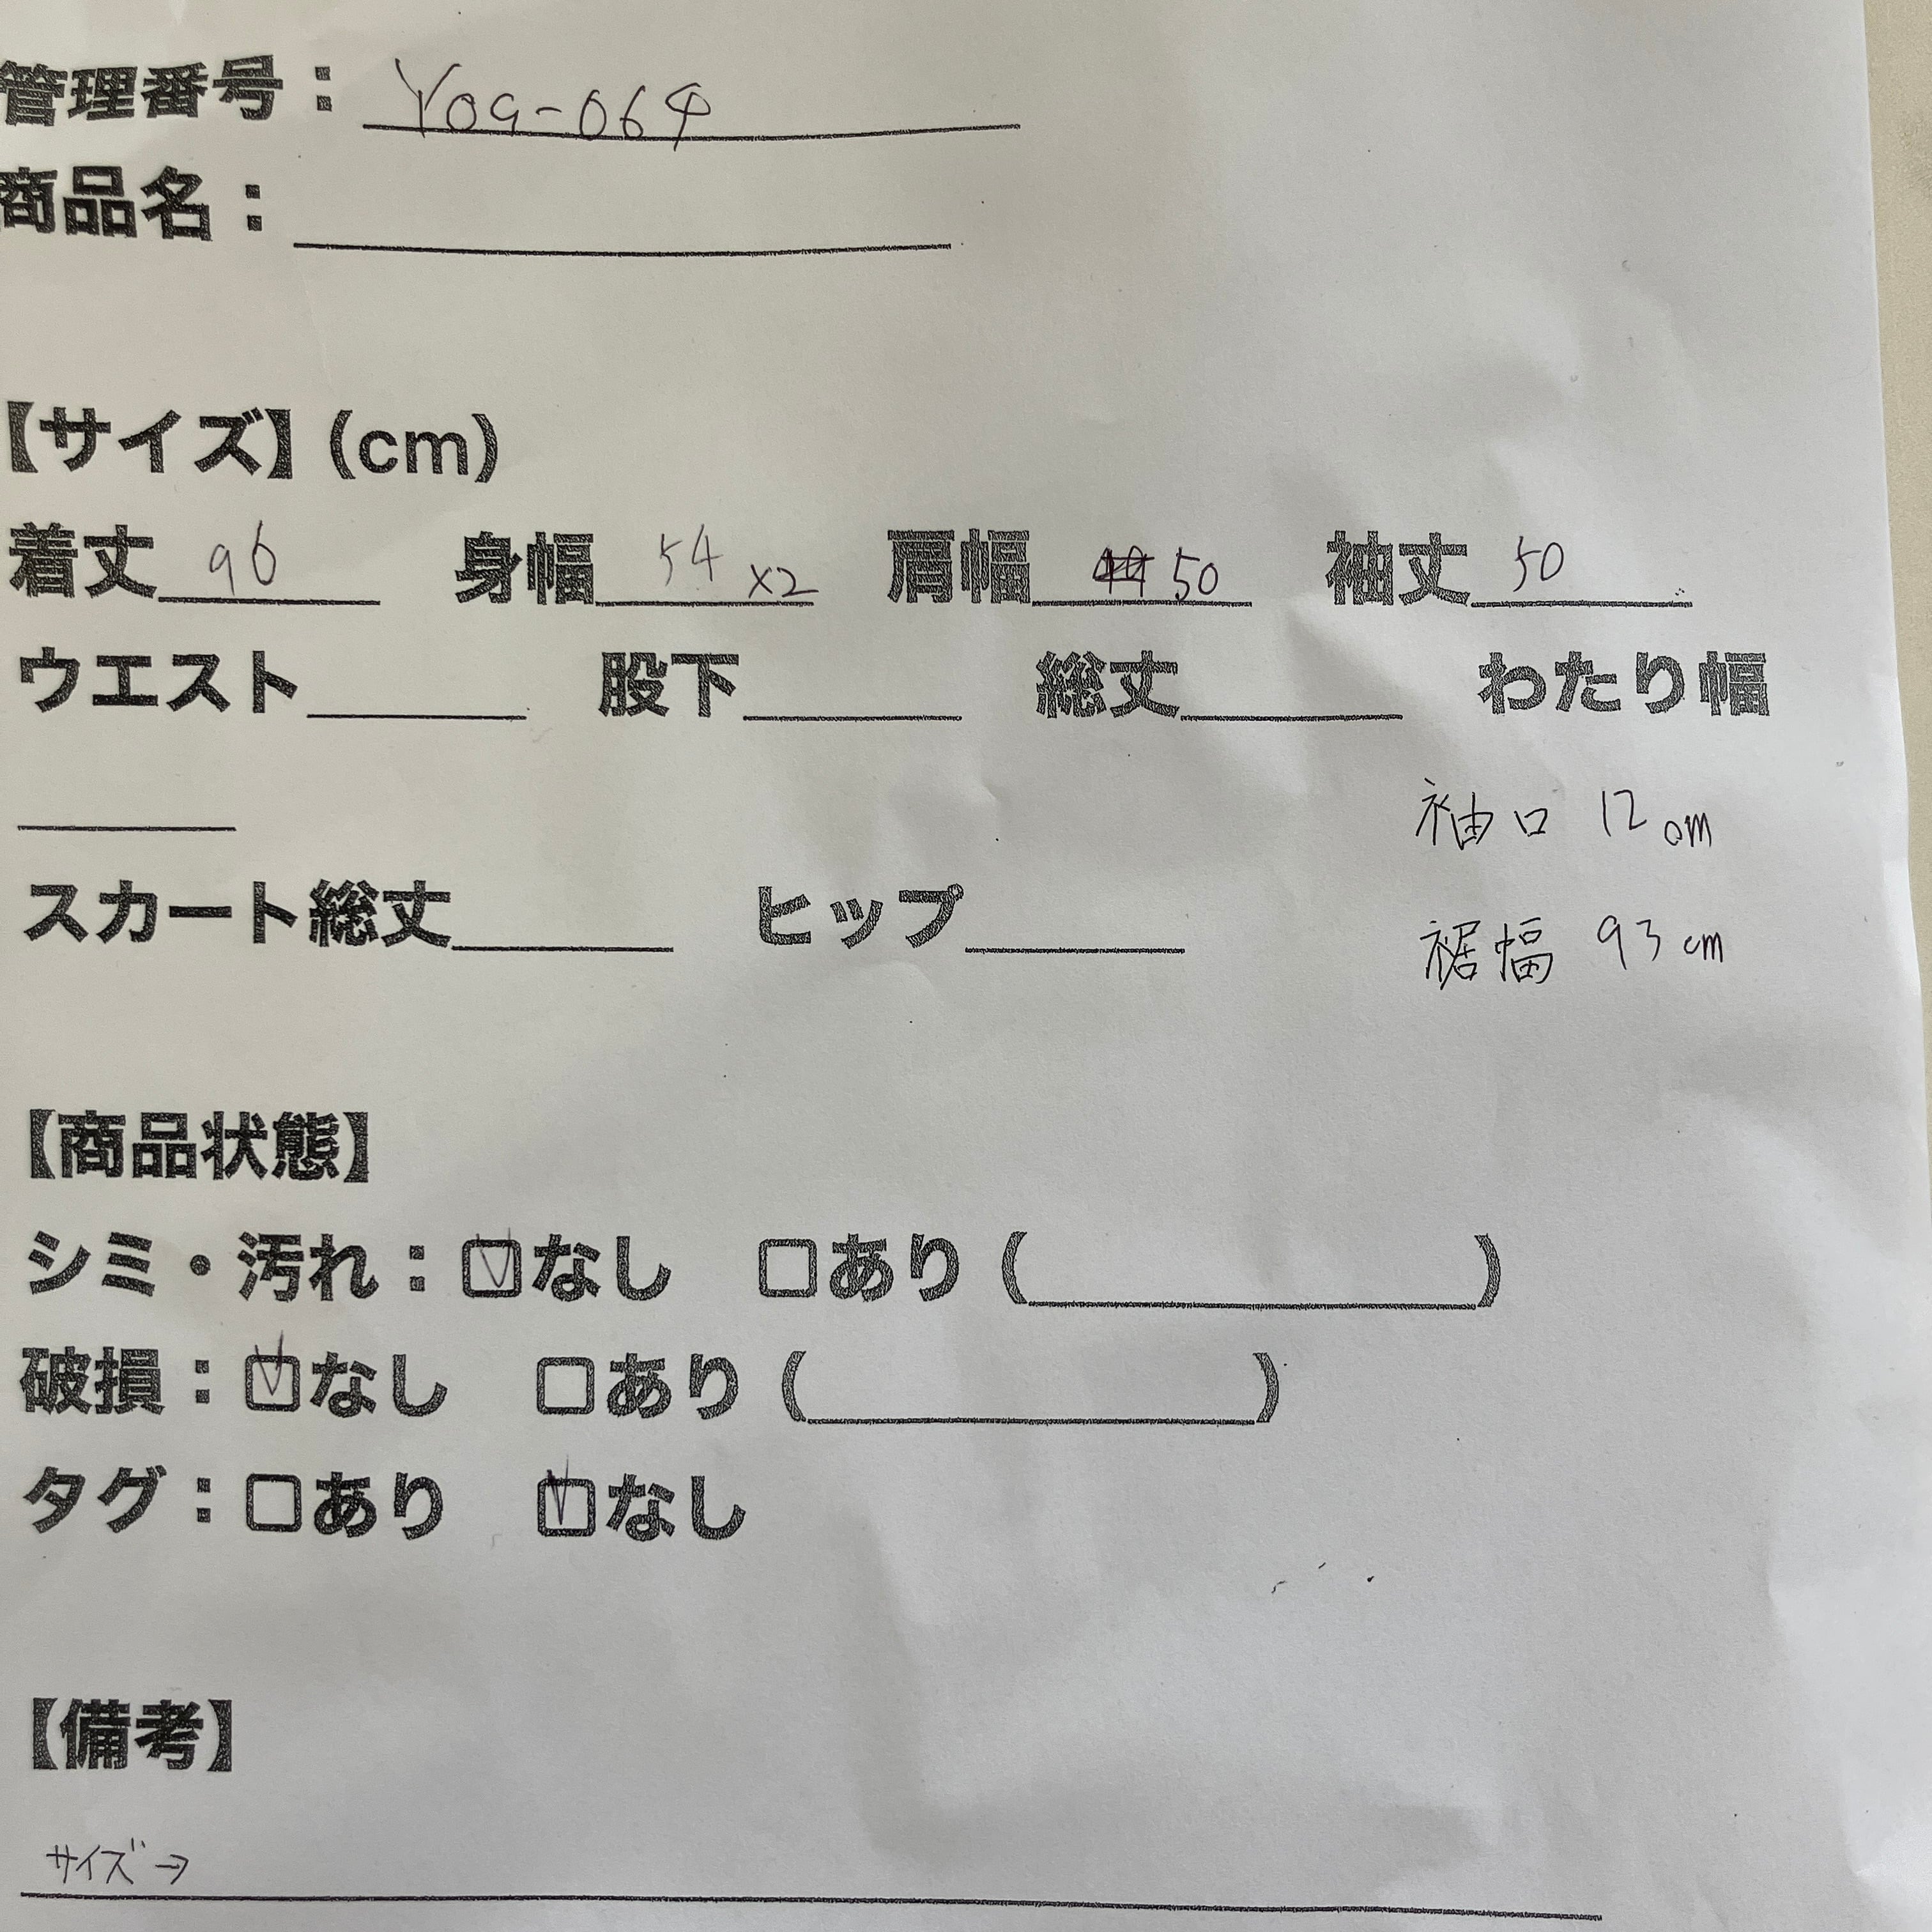 管理番号：Y09-064
商品名：
【サイズ】(cm)
着丈 96 身幅 54 x2 肩幅 50 袖丈 50
ウエスト 股下 総丈 わたり幅
袖口 12cm
スカート総丈 ヒップ
裾幅 93cm
【商品状態】
シミ・汚れ：☑なし □あり（ ）
破損：☑なし □あり（ ）
タグ：□あり ☑なし
【備考】
サイズ→